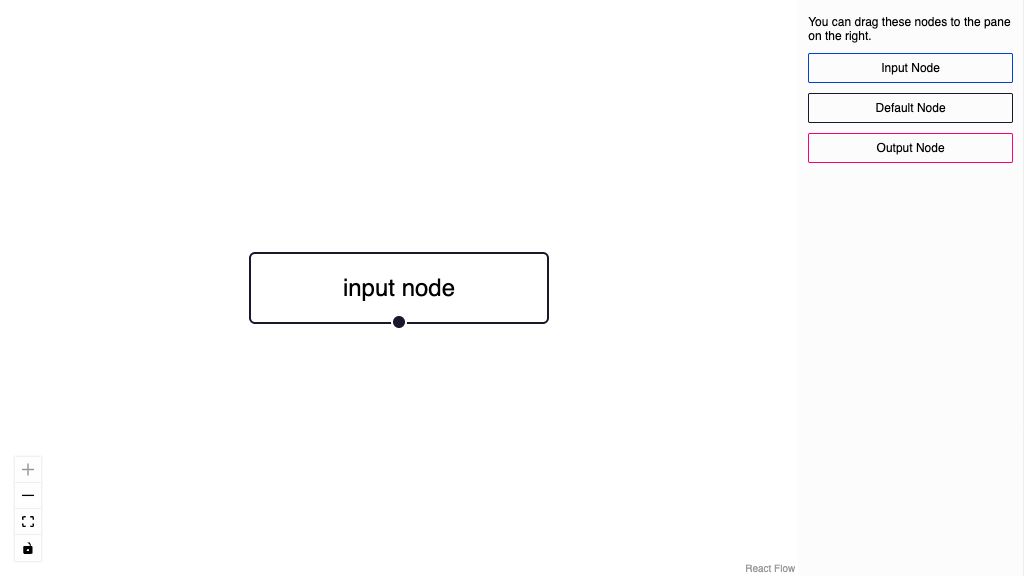 You can drag these nodes to the pane
on the right.
Input Node
Default Node
Output Node
input node
React Flow